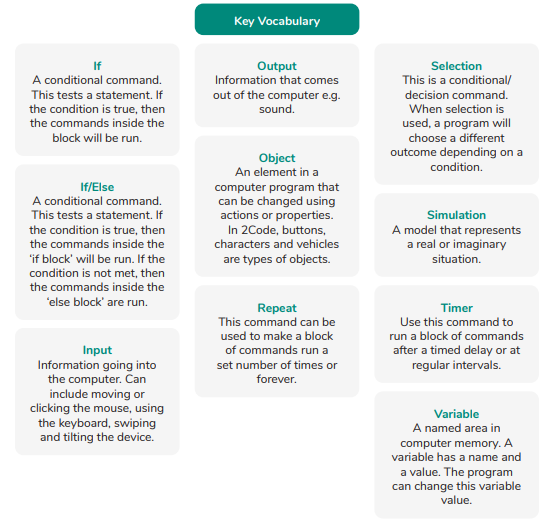 Key Vocabulary
If
A conditional command.
This tests a statement. If
the condition is true, then
the commands inside the
block will be run.
If/Else
A conditional command.
This tests a statement. If
the condition is true, then
the commands inside the
‘if block’ will be run. If the
condition is not met, then
the commands inside the
‘else block’ are run.
Input
Information going into
the computer. Can
include moving or
clicking the mouse, using
the keyboard, swiping
and tilting the device.
Output
Information that comes
out of the computer e.g.
sound.
Object
An element in a
computer program that
can be changed using
actions or properties.
In 2Code, buttons,
characters and vehicles
are types of objects.
Repeat
This command can be
used to make a block
of commands run a
set number of times or
forever.
Selection
This is a conditional/
decision command.
When selection is
used, a program will
choose a different
outcome depending on a
condition.
Simulation
A model that represents
a real or imaginary
situation.
Timer
Use this command to
run a block of commands
after a timed delay or at
regular intervals.
Variable
A named area in
computer memory. A
variable has a name and
a value. The program
can change this variable
value.